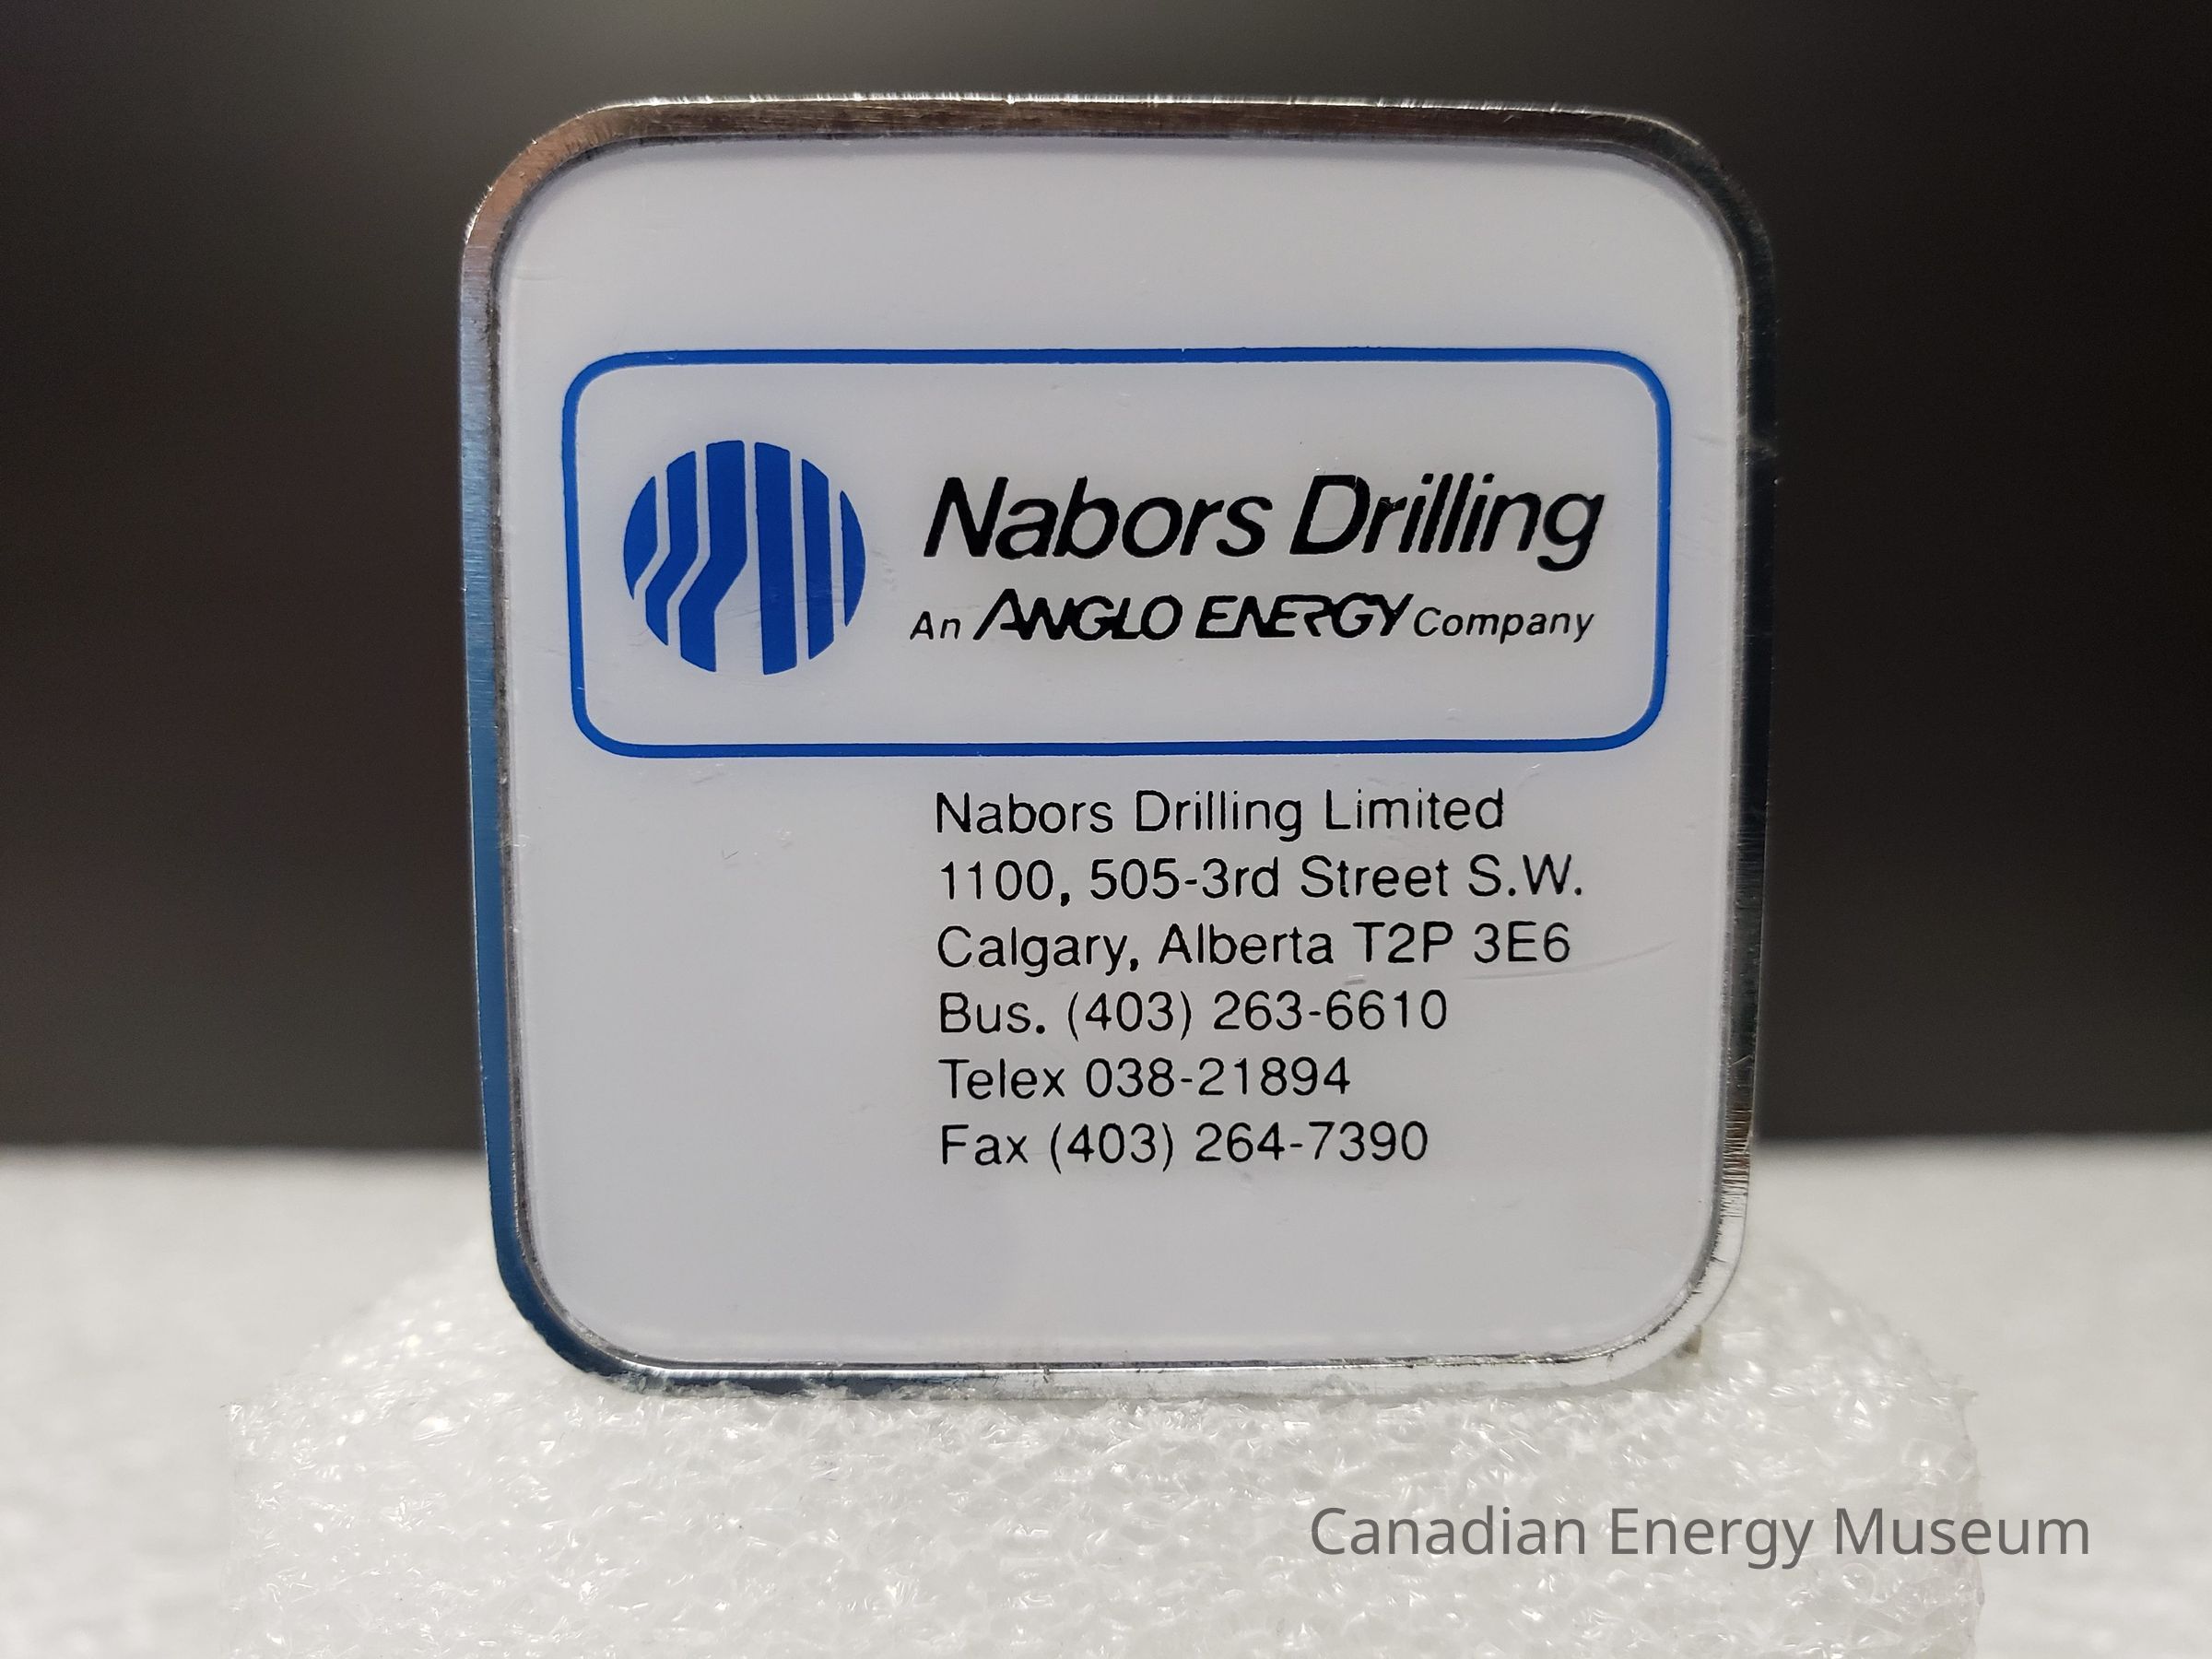 Nabors Drilling
An ANGLO ENERGY Company
Nabors Drilling Limited
1100, 505-3rd Street S.W.
Calgary, Alberta T2P 3E6
Bus. (403) 263-6610
Telex 038-21894
Fax (403) 264-7390
Canadian Energy Museum